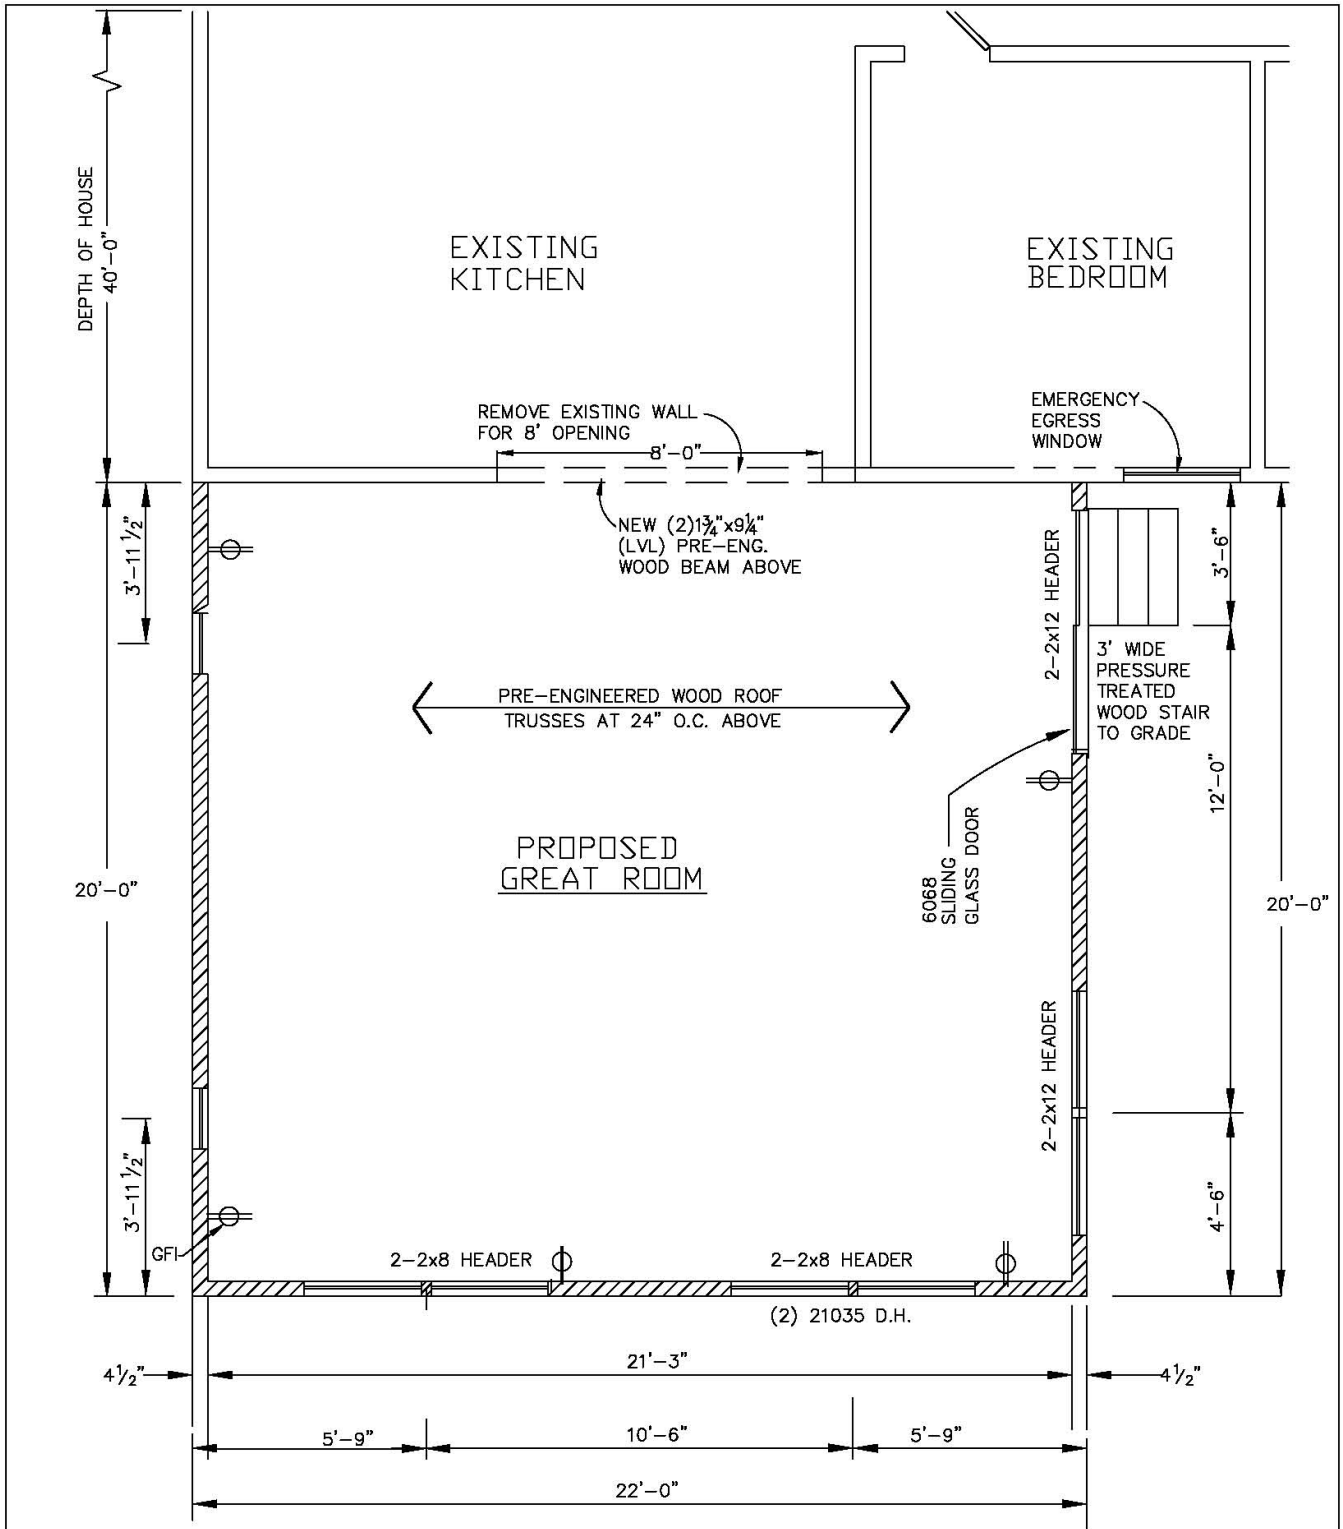 DEPTH OF HOUSE
40'-0"
EXISTING
KITCHEN
EXISTING
BEDROOM
REMOVE EXISTING WALL
FOR 8' OPENING
8'-0"
EMERGENCY
EGRESS
WINDOW
NEW (2)1¾"x9¼"
(LVL) PRE-ENG.
WOOD BEAM ABOVE
3'-11 1/2"
2-2x12 HEADER
3'-6"
3' WIDE
PRESSURE
TREATED
WOOD STAIR
TO GRADE
PRE-ENGINEERED WOOD ROOF
TRUSSES AT 24" O.C. ABOVE
12'-0"
PROPOSED
GREAT ROOM
6068
SLIDING
GLASS DOOR
20'-0"
20'-0"
2-2x12 HEADER
3'-11 1/2"
4'-6"
GFI
2-2x8 HEADER
2-2x8 HEADER
(2) 21035 D.H.
4½"
21'-3"
4½"
5'-9"
10'-6"
5'-9"
22'-0"